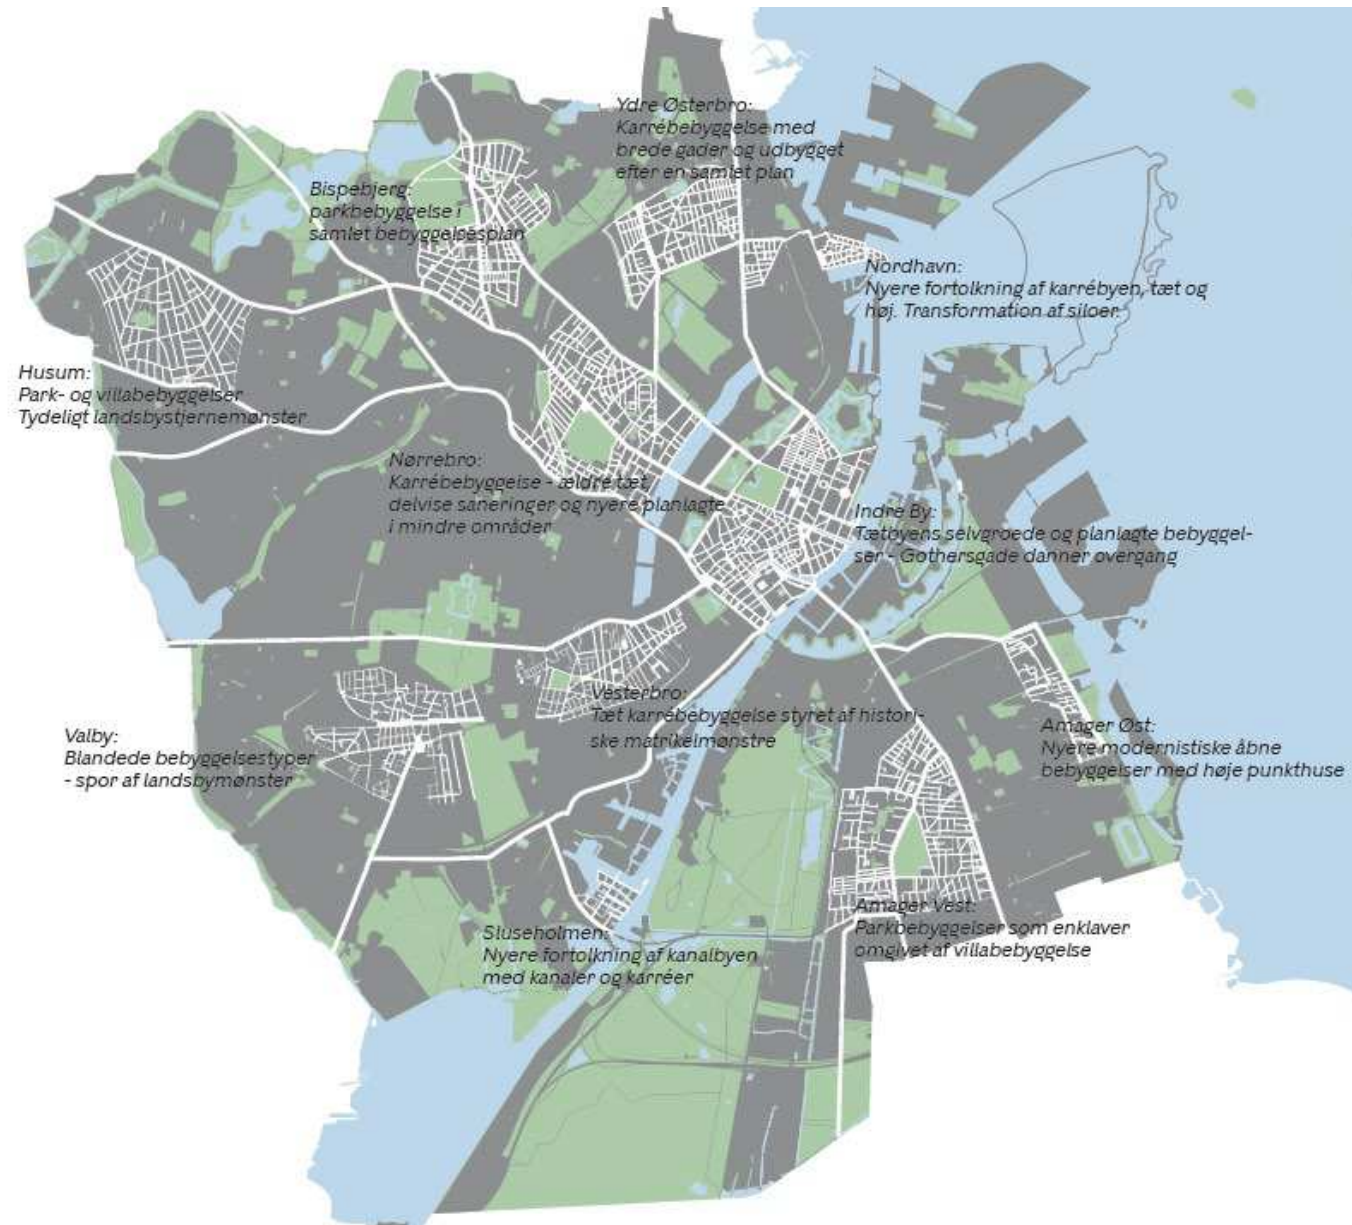 Ydre Østerbro:
Karrébebyggelse med
brede gader og udbygget
efter en samlet plan
Bispebjerg:
parkbebyggelse i
samlet bebyggelsesplan
Nordhavn:
Nyere fortolkning af karrébyen, tæt og
høj. Transformation af siloer.
Husum:
Park- og villabebyggelser
Tydeligt landsbystjernemønster
Nørrebro:
Karrébebyggelse - ældre tæt,
delvise saneringer og nyere planlagte
i mindre områder
Indre By:
Tætbyens selvgroede og planlagte bebyggel-
ser - Gothersgade danner overgang
Vesterbro:
Tæt karrébebyggelse styret af histori-
ske matrikelmønstre
Valby:
Blandede bebyggelsestyper
- spor af landsbymønster
Amager Øst:
Nyere modernistiske åbne
bebyggelser med høje punkthuse
Amager Vest:
Parkbebyggelser som enklaver
omgivet af villabebyggelse
Sluseholmen:
Nyere fortolkning af kanalbyen
med kanaler og karréer